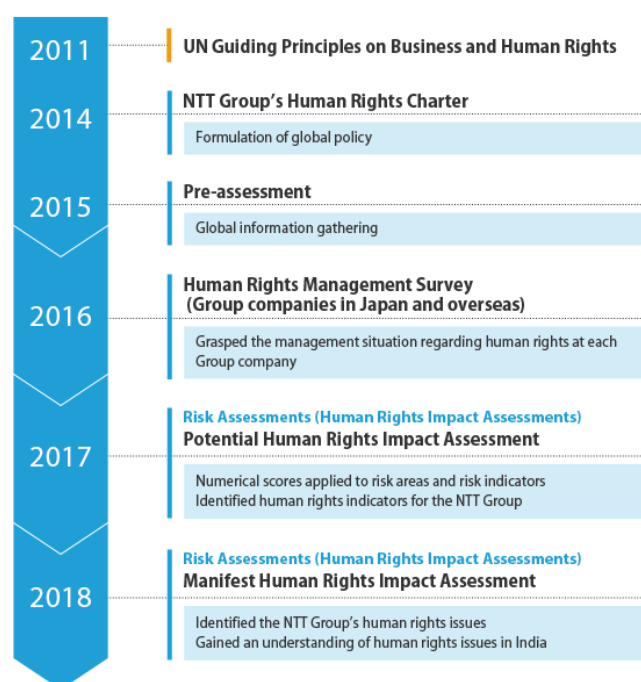 2011
UN Guiding Principles on Business and Human Rights
2014
NTT Group’s Human Rights Charter
Formulation of global policy
2015
Pre-assessment
Global information gathering
2016
Human Rights Management Survey
(Group companies in Japan and overseas)
Grasped the management situation regarding human rights at each
Group company
2017
Risk Assessments (Human Rights Impact Assessments)
Potential Human Rights Impact Assessment
Numerical scores applied to risk areas and risk indicators
Identified human rights indicators for the NTT Group
2018
Risk Assessments (Human Rights Impact Assessments)
Manifest Human Rights Impact Assessment
Identified the NTT Group’s human rights issues
Gained an understanding of human rights issues in India